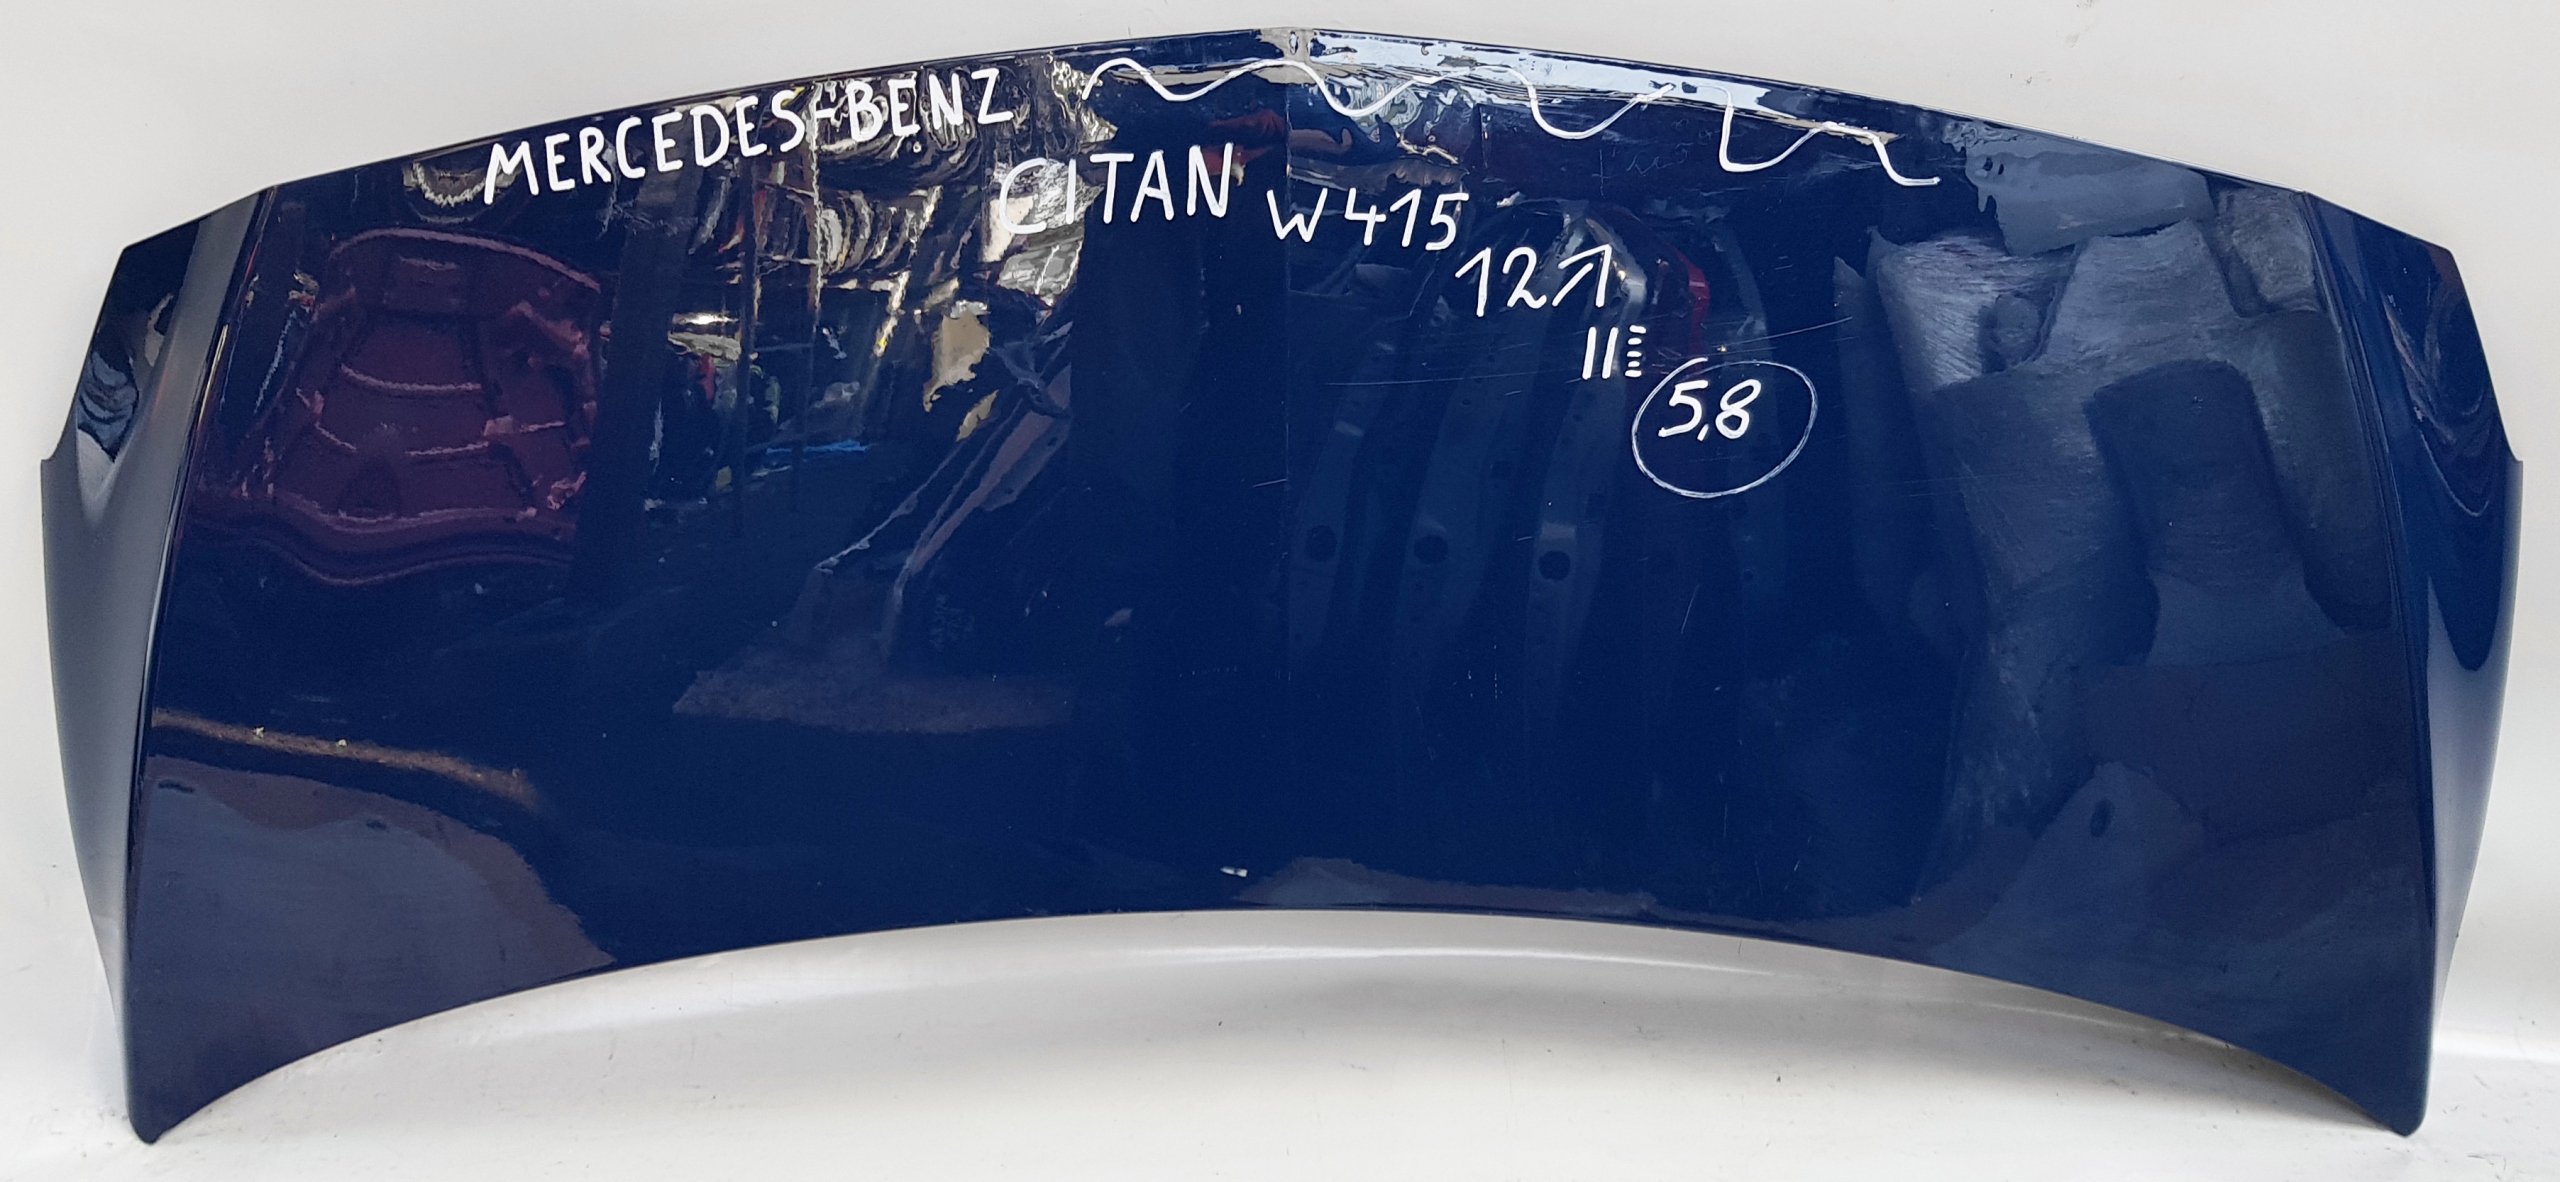 MERCEDES-BENZ
CITAN W415
12↗
5,8